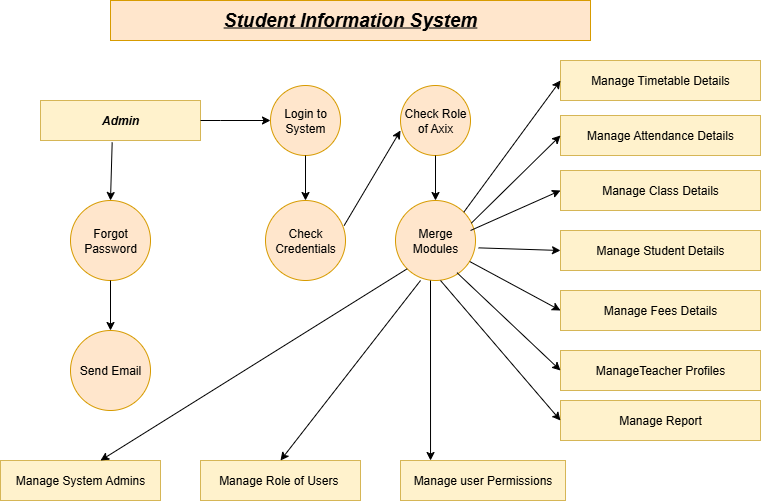 Student Information System
Admin
Login to
System
Check Role
of Axix
Manage Timetable Details
Manage Attendance Details
Manage Class Details
Forgot
Password
Check
Credentials
Merge
Modules
Manage Student Details
Manage Fees Details
Send Email
ManageTeacher Profiles
Manage Report
Manage System Admins
Manage Role of Users
Manage user Permissions